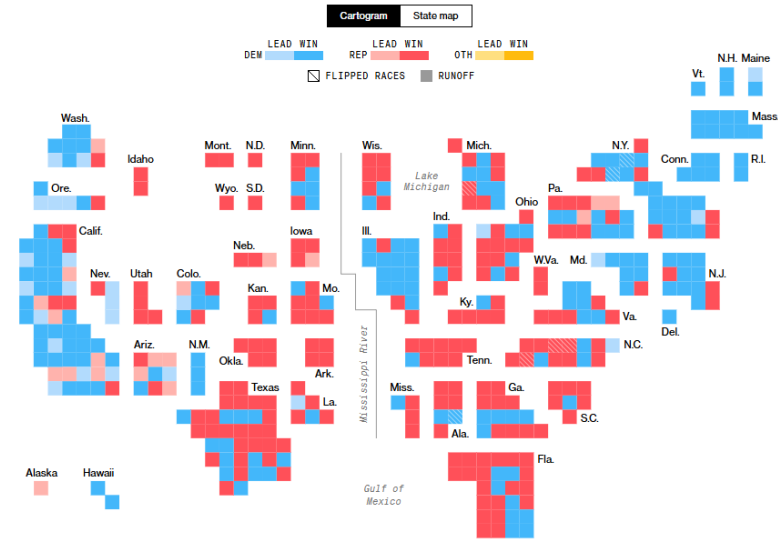 Cartogram State map
LEAD WIN LEAD WIN LEAD WIN
DEM REP OTH
FLIPPED RACES RUNOFF
N.H. Maine
Vt.
Mass
Wash.
Mont. N.D. Minn. Wis. Mich. N.Y.
Idaho Conn. R.I.
Lake
Michigan
Ore. Wyo. S.D. Pa.
Ohio
Ind.
Calif. Iowa Ill.
Neb.
W.Va. Md.
Nev. Utah Colo. Kan. Mo. N.J.
Ky.
Va.
Del.
Mississippi River
Ariz. N.M. N.C.
Okla. Tenn.
Ark.
Texas Miss. Ga.
La.
S.C.
Ala.
Fla.
Alaska Hawaii
Gulf of
Mexico